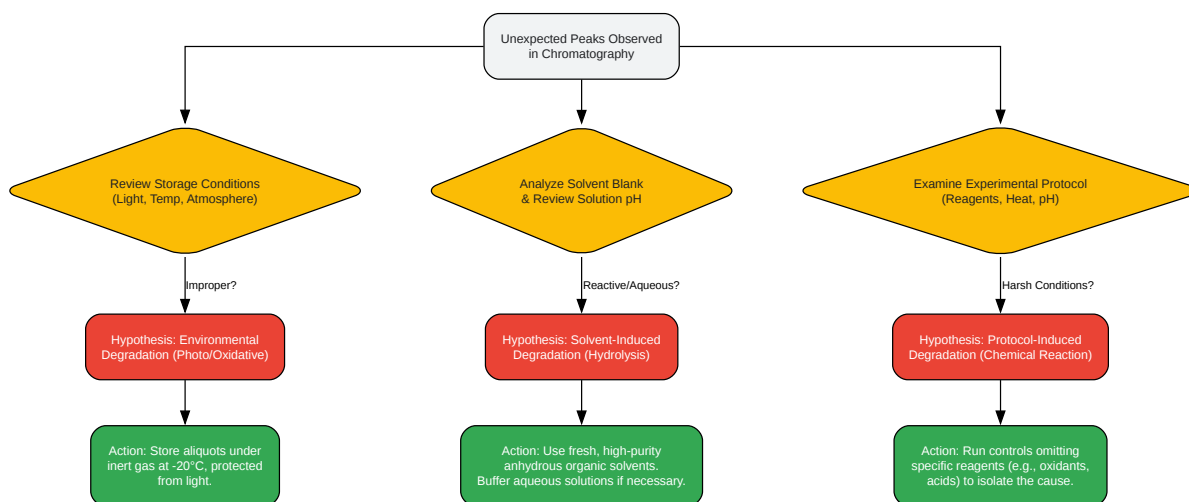 Unexpected Peaks Observed
in Chromatography
Review Storage Conditions
(Light, Temp, Atmosphere)
Analyze Solvent Blank
& Review Solution pH
Examine Experimental Protocol
(Reagents, Heat, pH)
Improper?
Reactive/Aqueous?
Harsh Conditions?
Hypothesis: Environmental
Degradation (Photo/Oxidative)
Hypothesis: Solvent-Induced
Degradation (Hydrolysis)
Hypothesis: Protocol-Induced
Degradation (Chemical Reaction)
Action: Store aliquots under
inert gas at -20°C, protected
from light.
Action: Use fresh, high-purity
anhydrous organic solvents.
Buffer aqueous solutions if necessary.
Action: Run controls omitting
specific reagents (e.g., oxidants,
acids) to isolate the cause.